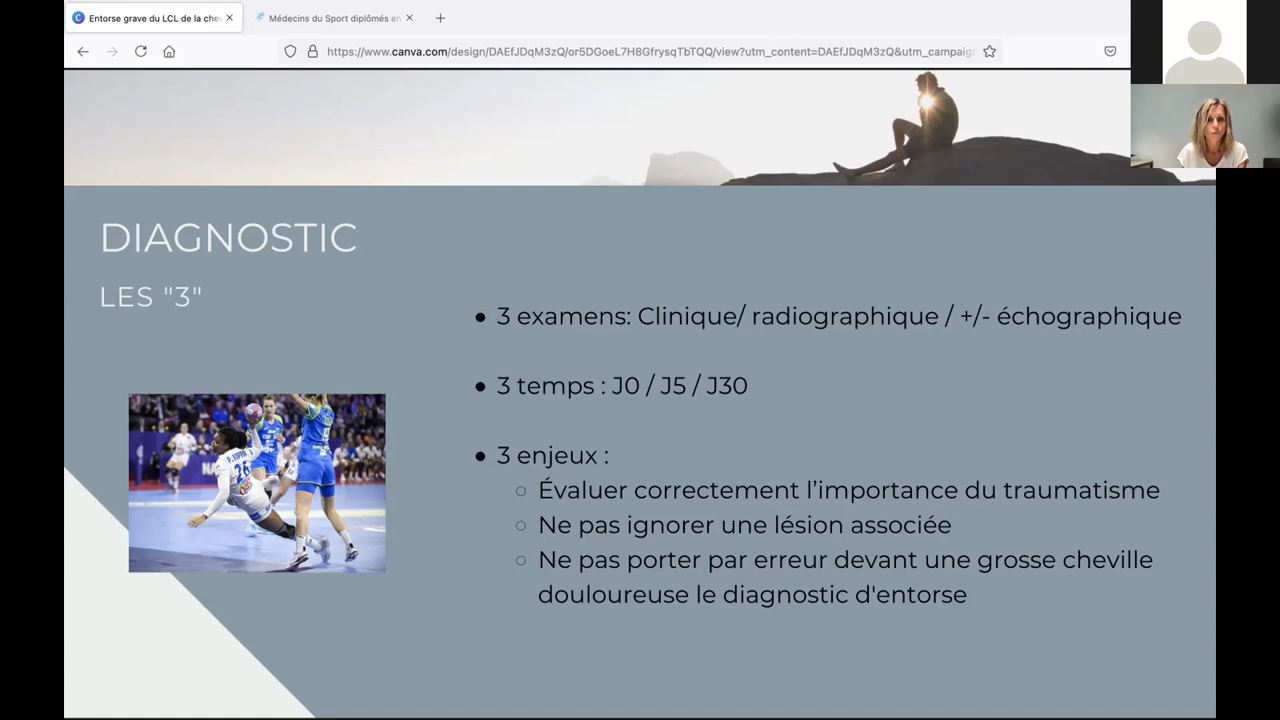 Entorse grave du LCL de la chev
Médecins du Sport diplômés en
https://www.canva.com/design/DAEfJDqM3zQ/or5DGoeL7H8GfrysqTbTQQ/view?utm_content=DAEfJDqM3zQ&utm_campaig
DIAGNOSTIC
LES "3"
• 3 examens: Clinique/ radiographique / +/- échographique
• 3 temps : J0 / J5 / J30
• 3 enjeux :
○ Évaluer correctement l’importance du traumatisme
○ Ne pas ignorer une lésion associée
○ Ne pas porter par erreur devant une grosse cheville
douloureuse le diagnostic d'entorse
26